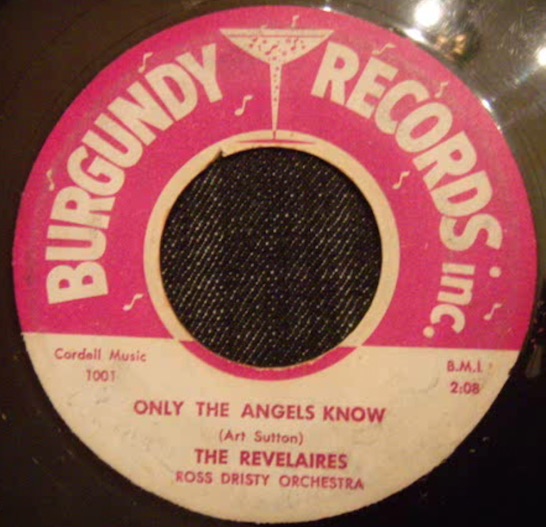 BURGUNDY RECORDS inc.
Cordell Music
1001
B.M.I.
2:08
ONLY THE ANGELS KNOW
(Art Sutton)
THE REVELAIRES
ROSS DRISTY ORCHESTRA